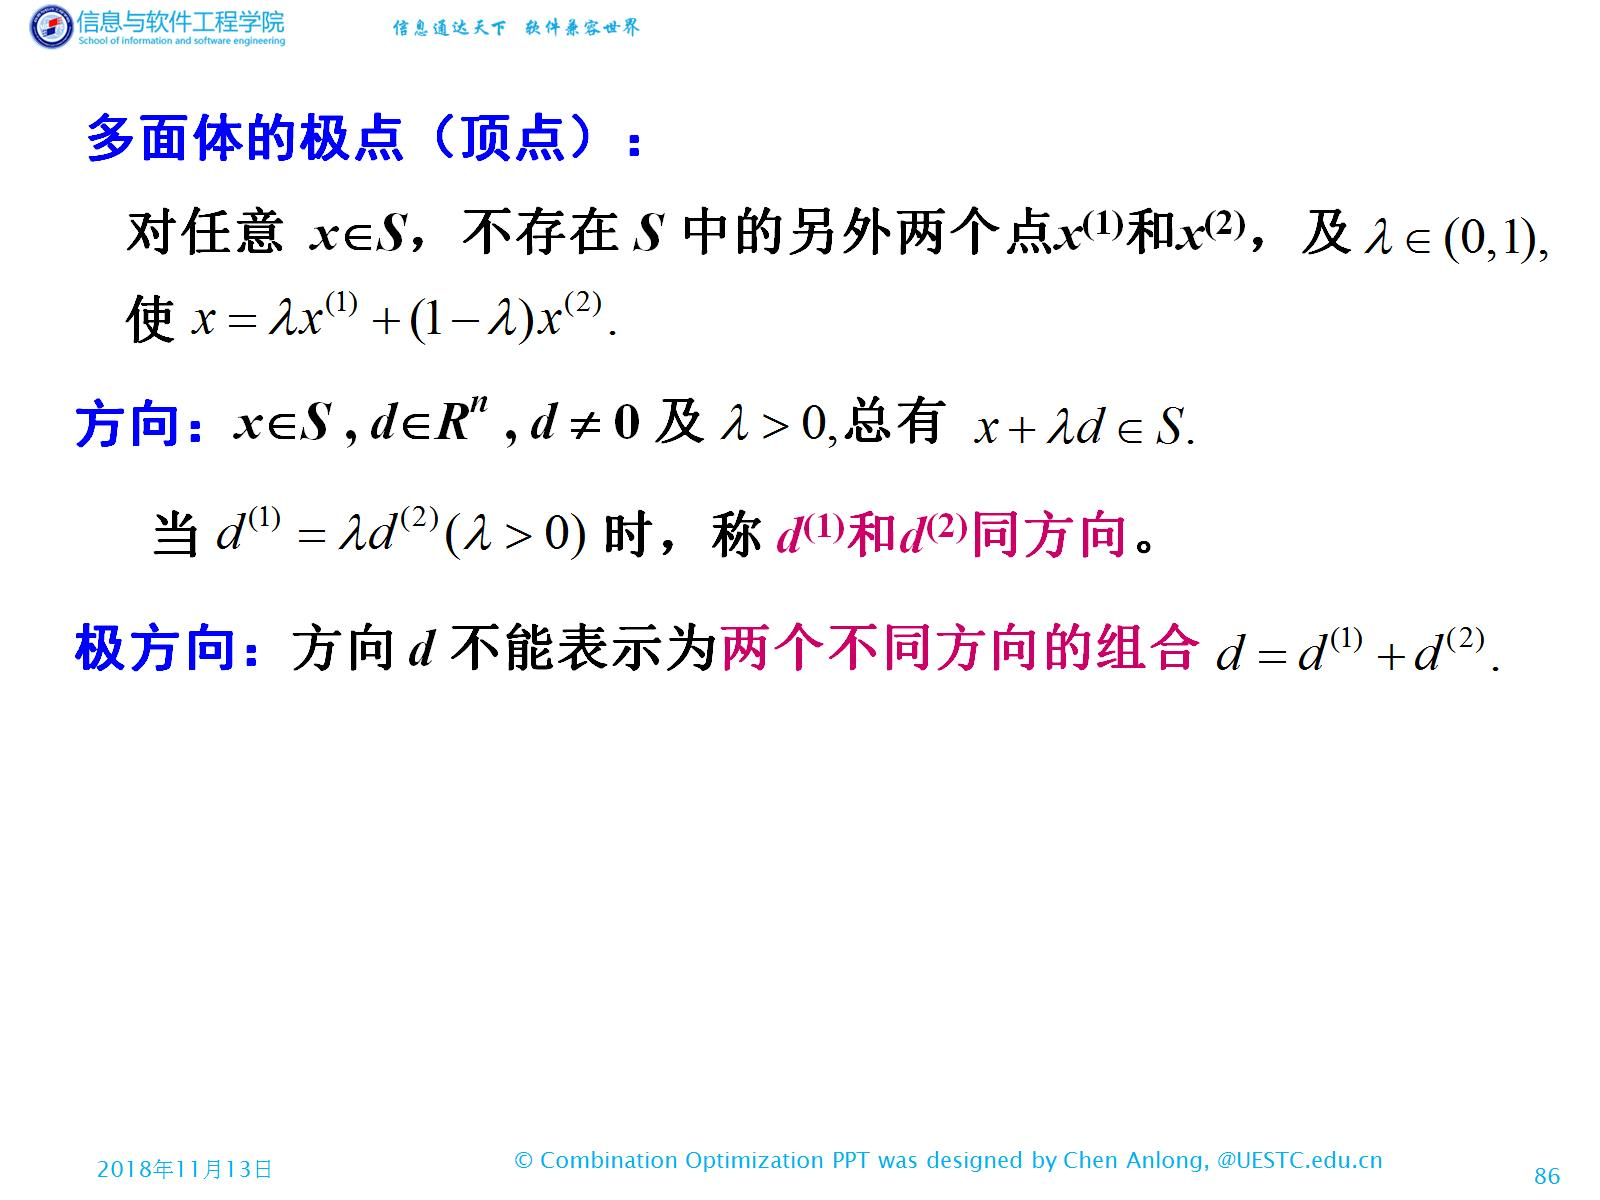 信息与软件工程学院
School of information and software engineering
信息通达天下 软件兼容世界
多面体的极点（顶点）：
对任意 x∈S，不存在 S 中的另外两个点x⁽¹⁾和x⁽²⁾，及 λ∈(0,1),
使 x = λx⁽¹⁾ + (1−λ)x⁽²⁾.
方向：x∈S , d∈Rⁿ , d ≠ 0 及 λ > 0,总有 x + λd ∈ S.
当 d⁽¹⁾ = λd⁽²⁾(λ > 0) 时，称 d⁽¹⁾和d⁽²⁾同方向。
极方向：方向 d 不能表示为两个不同方向的组合 d = d⁽¹⁾ + d⁽²⁾.
2018年11月13日
© Combination Optimization PPT was designed by Chen Anlong, @UESTC.edu.cn
86